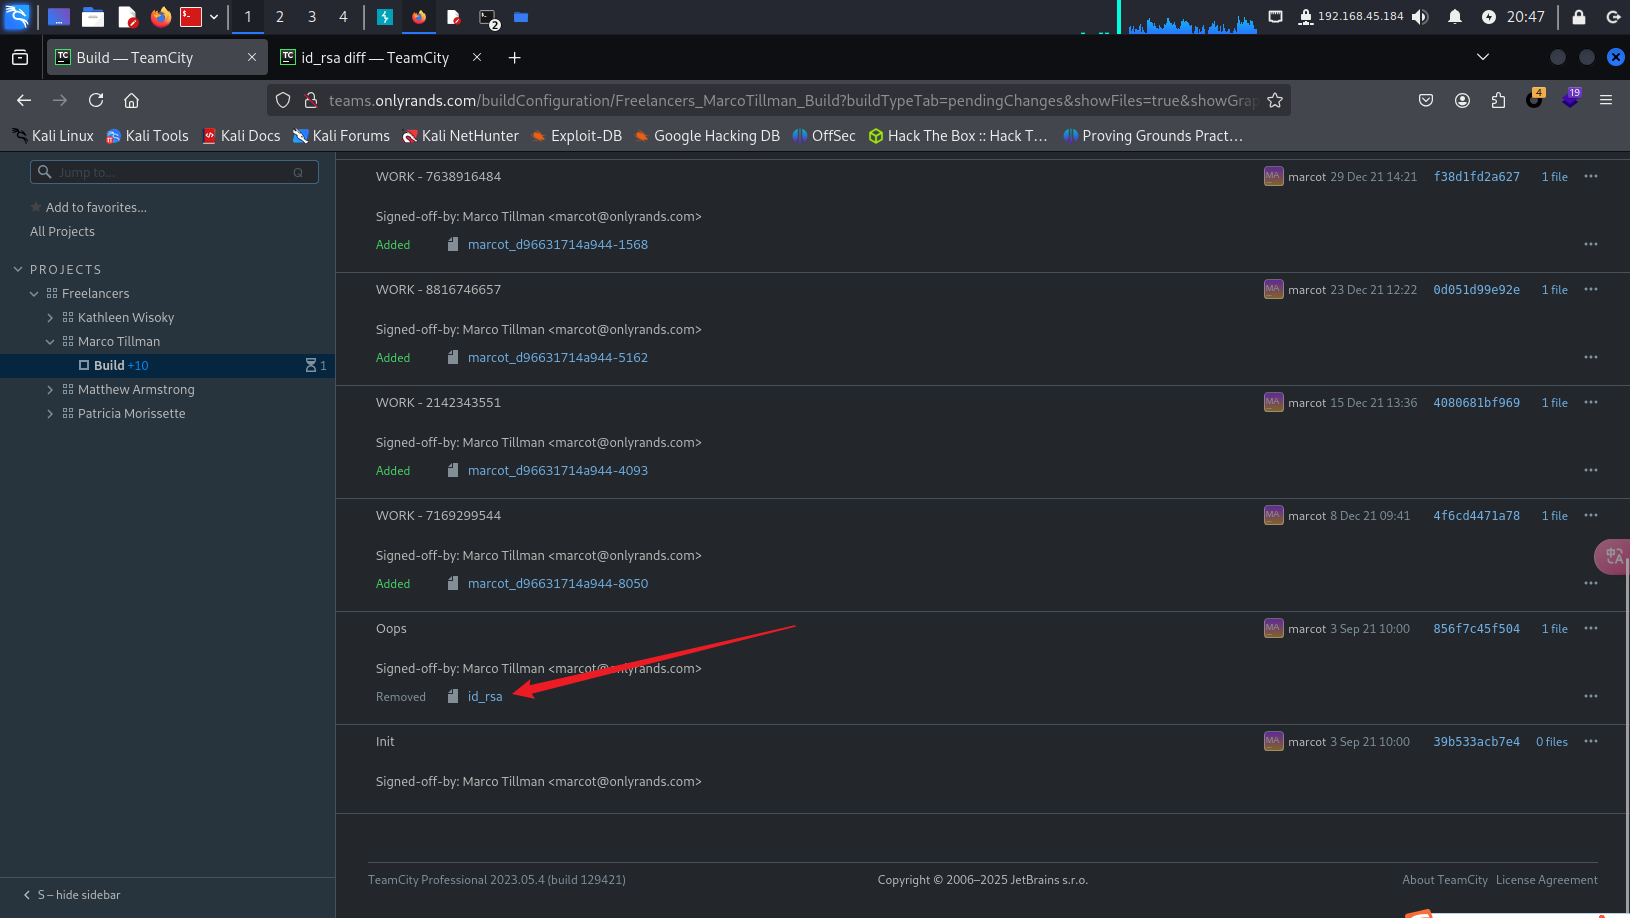 1
2
3
4
2
192.168.45.184
20:47
TC
Build — TeamCity
TC
id_rsa diff — TeamCity
teams.onlyrands.com/buildConfiguration/Freelancers_MarcoTillman_Build?buildTypeTab=pendingChanges&showFiles=true&showGra
4
19
Kali Linux
Kali Tools
Kali Docs
Kali Forums
Kali NetHunter
Exploit-DB
Google Hacking DB
OffSec
Hack The Box :: Hack T…
Proving Grounds Pract…
Jump to...
Q
Add to favorites...
All Projects
PROJECTS
Freelancers
Kathleen Wisoky
Marco Tillman
Build +10
1
Matthew Armstrong
Patricia Morissette
S – hide sidebar
WORK - 7638916484
MA
marcot 29 Dec 21 14:21
f38d1fd2a627
1 file
Signed-off-by: Marco Tillman <marcot@onlyrands.com>
Added
marcot_d96631714a944-1568
WORK - 8816746657
MA
marcot 23 Dec 21 12:22
0d051d99e92e
1 file
Signed-off-by: Marco Tillman <marcot@onlyrands.com>
Added
marcot_d96631714a944-5162
WORK - 2142343551
MA
marcot 15 Dec 21 13:36
4080681bf969
1 file
Signed-off-by: Marco Tillman <marcot@onlyrands.com>
Added
marcot_d96631714a944-4093
WORK - 7169299544
MA
marcot 8 Dec 21 09:41
4f6cd4471a78
1 file
Signed-off-by: Marco Tillman <marcot@onlyrands.com>
Added
marcot_d96631714a944-8050
中A
Oops
MA
marcot 3 Sep 21 10:00
856f7c45f504
1 file
Signed-off-by: Marco Tillman <marcot@onlyrands.com>
Removed
id_rsa
Init
MA
marcot 3 Sep 21 10:00
39b533acb7e4
0 files
Signed-off-by: Marco Tillman <marcot@onlyrands.com>
TeamCity Professional 2023.05.4 (build 129421)
Copyright © 2006–2025 JetBrains s.r.o.
About TeamCity
License Agreement